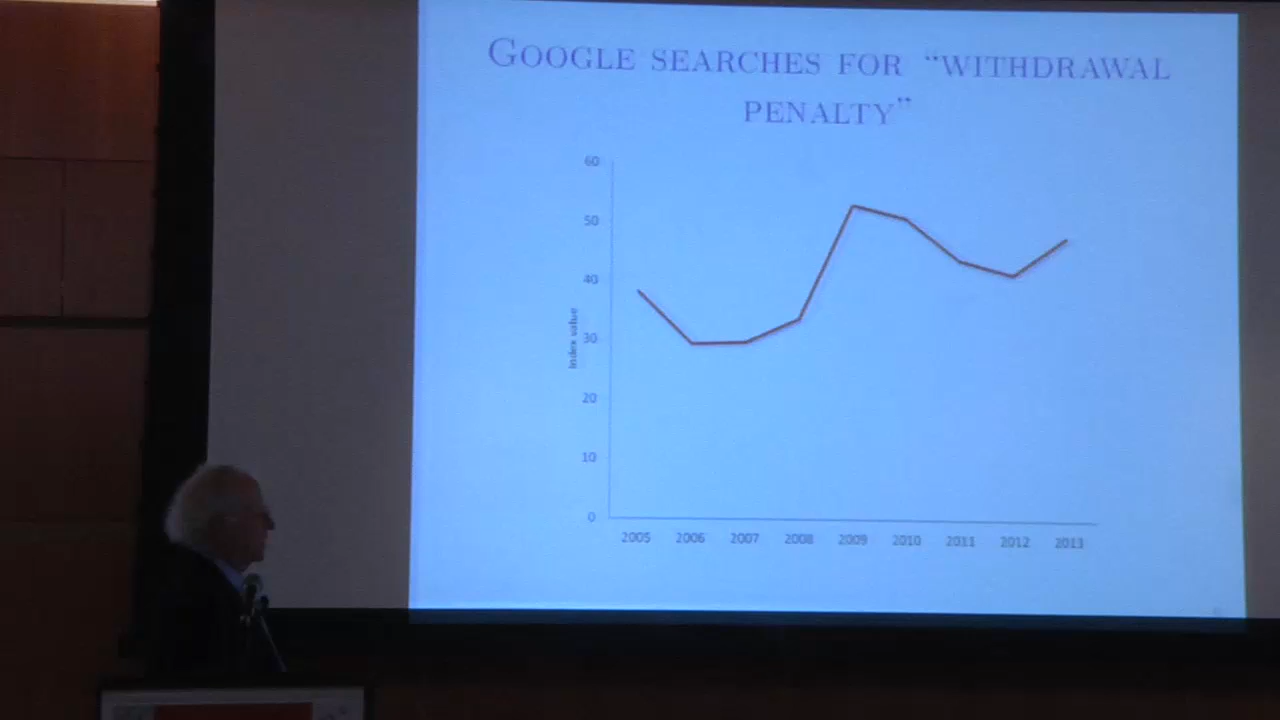 GOOGLE SEARCHES FOR “WITHDRAWAL
PENALTY”
60
50
40
30
20
10
0
Index value
2005 2006 2007 2008 2009 2010 2011 2012 2013